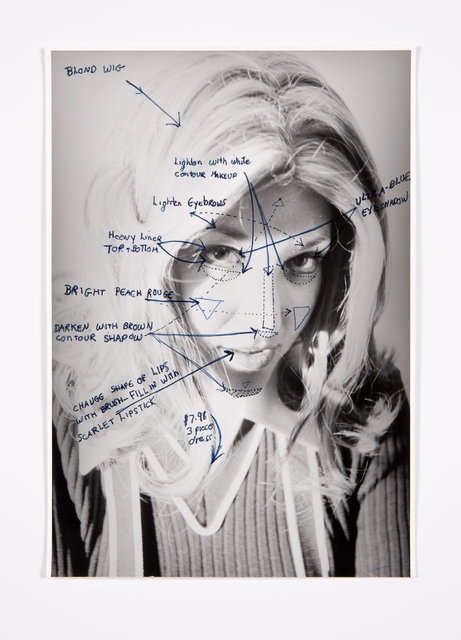 BLOND WIG
Lighten with white
contour MAKEUP
Lighten Eyebrows
ULTRA-BLUE
EYESHADOW
HEAVY Liner
TOP + BOTTOM
BRIGHT PEACH ROUGE
DARKEN WITH BROWN
CONTOUR SHADOW
CHANGE SHAPE OF LIPS
WITH BRUSH-FILL IN WITH
SCARLET LIPSTICK
$7.98
3 piece
dress